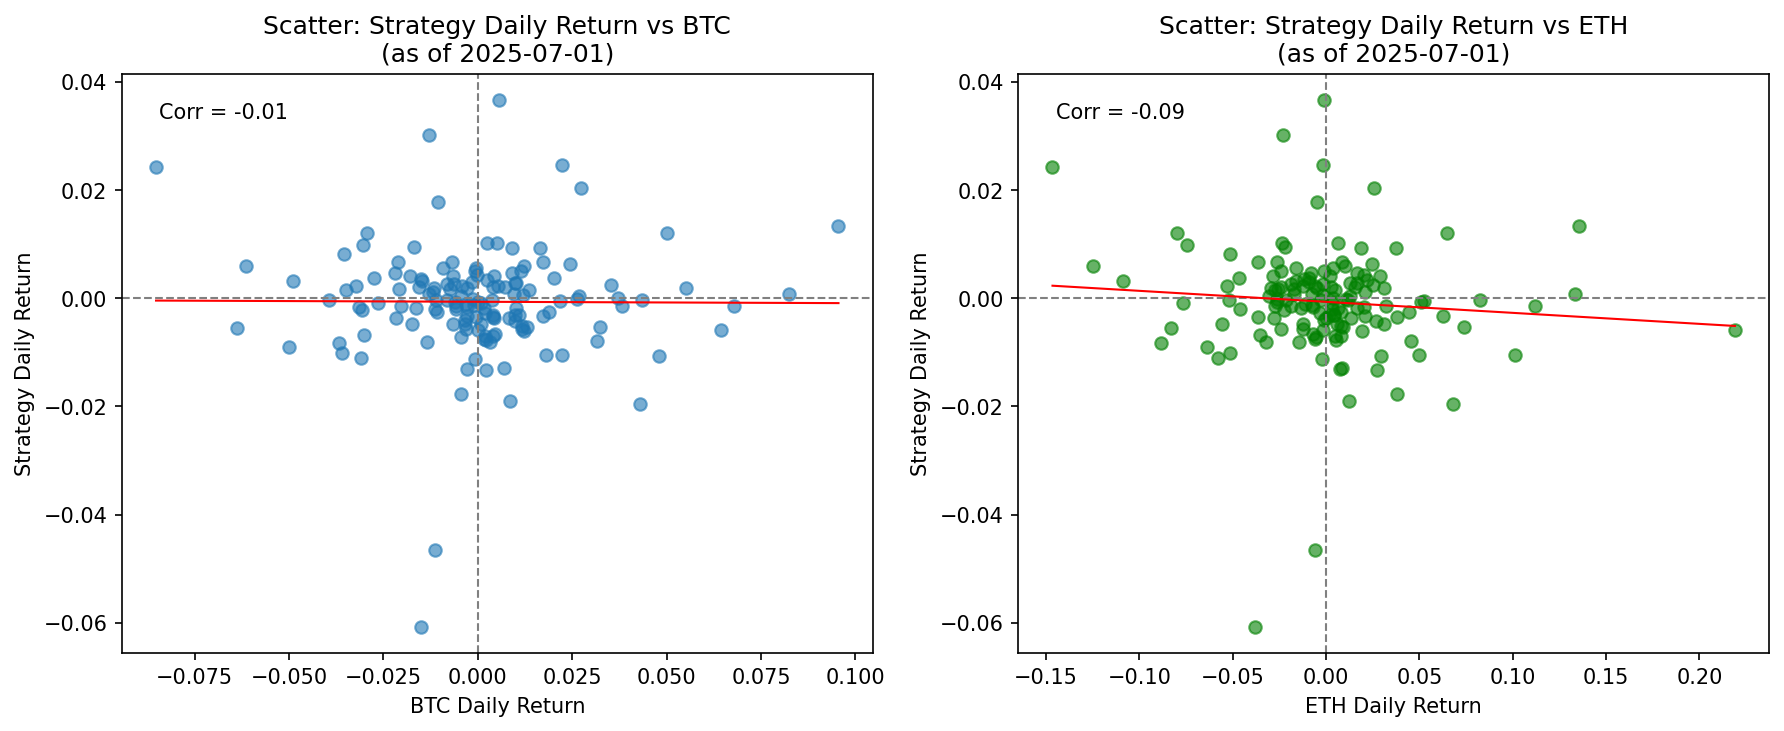 Scatter: Strategy Daily Return vs BTC
(as of 2025-07-01)
Corr = -0.01
0.04
0.02
0.00
−0.02
−0.04
−0.06
Strategy Daily Return
−0.075
−0.050
−0.025
0.000
0.025
0.050
0.075
0.100
BTC Daily Return
Scatter: Strategy Daily Return vs ETH
(as of 2025-07-01)
Corr = -0.09
0.04
0.02
0.00
−0.02
−0.04
−0.06
Strategy Daily Return
−0.15
−0.10
−0.05
0.00
0.05
0.10
0.15
0.20
ETH Daily Return